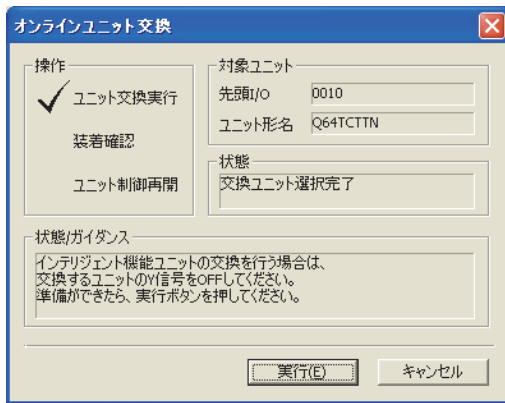 オンラインユニット交換
操作
ユニット交換実行
装着確認
ユニット制御再開
対象ユニット
先頭I/O 0010
ユニット形名 Q64TCTTN
状態
交換ユニット選択完了
状態/ガイダンス
インテリジェント機能ユニットの交換を行う場合は、
交換するユニットのY信号をOFFしてください。
準備ができたら、実行ボタンを押してください。
実行(E) キャンセル